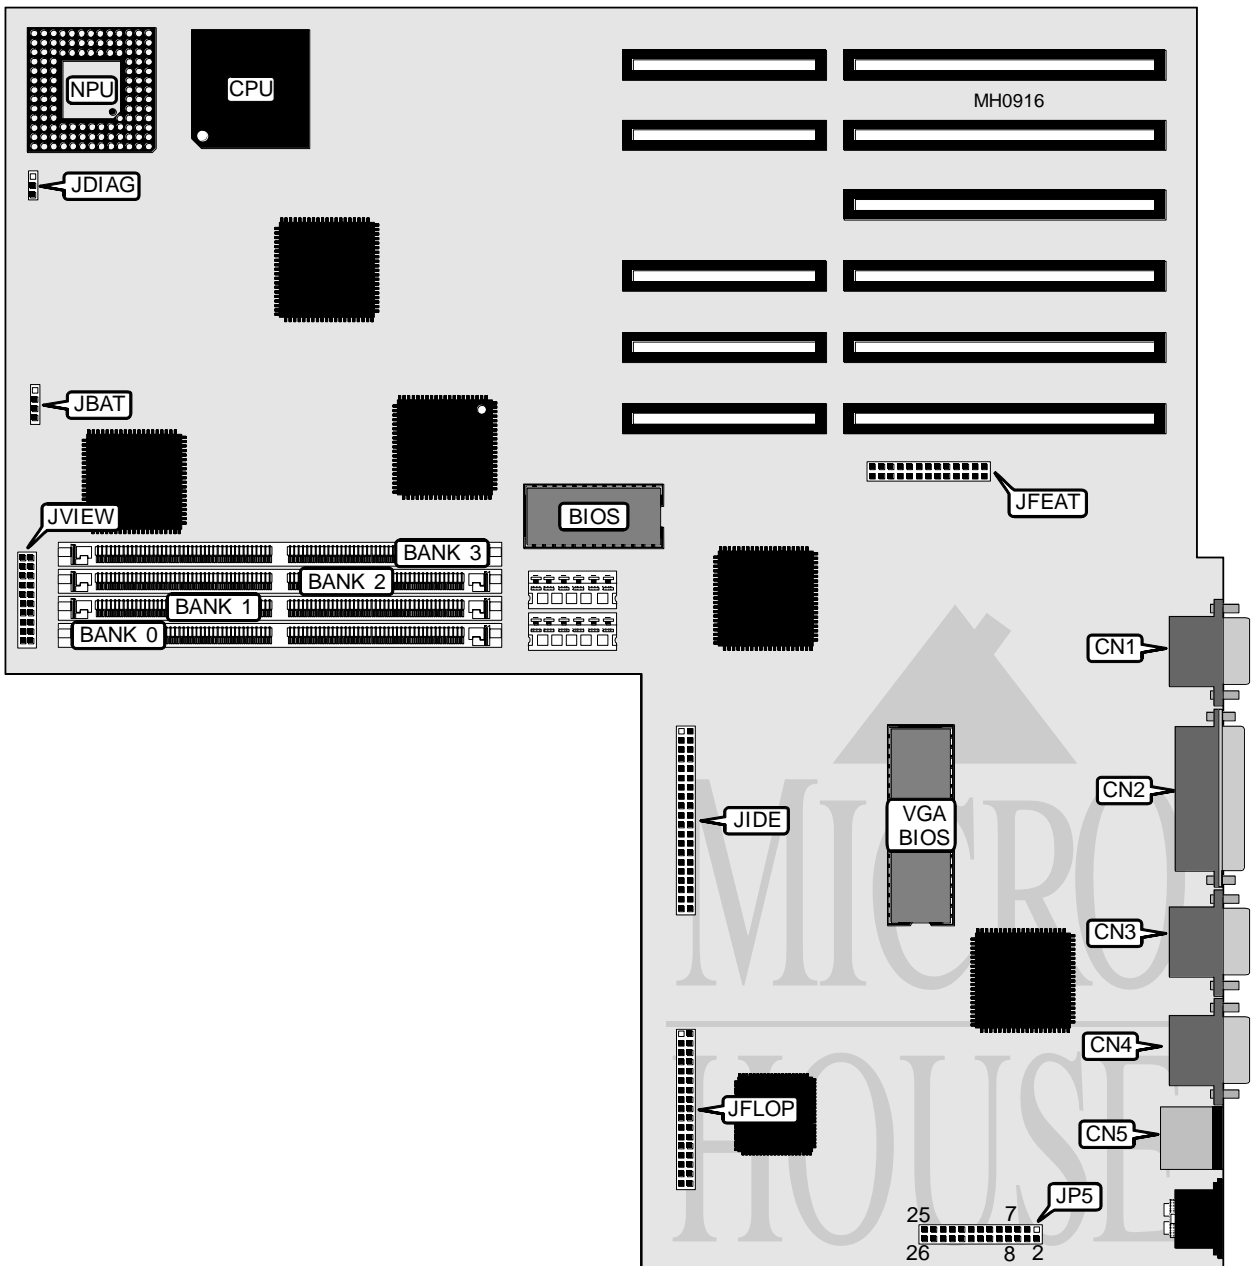 NPU
CPU
MH0916
JDIAG
JBAT
JVIEW
BIOS
JFEAT
BANK 3
BANK 2
BANK 1
BANK 0
CN1
CN2
JIDE
VGA
BIOS
MICRO
CN3
CN4
HOUSE
JFLOP
CN5
JP5
25 7
26 8 2